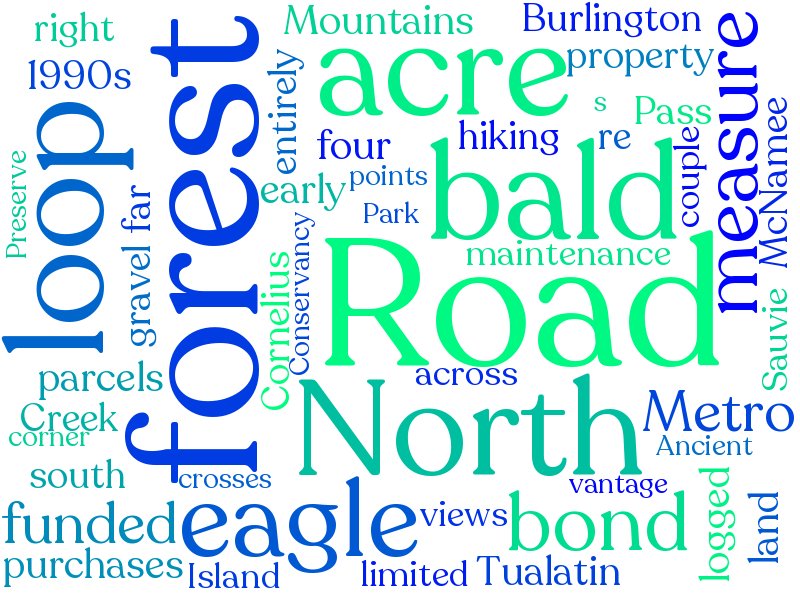 right
Mountains
Burlington
1990s
forest
entirely
acre
property
measure
loop
s
Pass
four
hiking
re
couple
McNamee
Preserve
far
early
points
bald
Park
gravel
Cornelius
Conservancy
Road
maintenance
Sauvie
parcels
across
Creek
corner
North
Metro
Ancient
south
crosses
vantage
logged
land
funded
eagle
views
bond
purchases
Island
limited
Tualatin